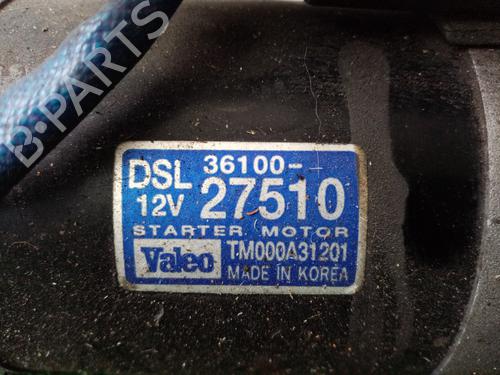 B-PARTS
DSL 36100-
12V 27510
STARTER MOTOR
Valeo TM000A31201
MADE IN KOREA